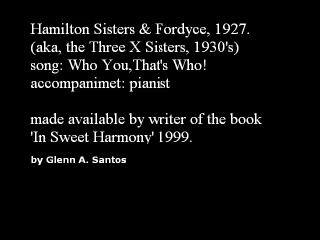 Hamilton Sisters & Fordyce, 1927.
(aka, the Three X Sisters, 1930's)
song: Who You,That's Who!
accompanimet: pianist
made available by writer of the book
'In Sweet Harmony' 1999.
by Glenn A. Santos